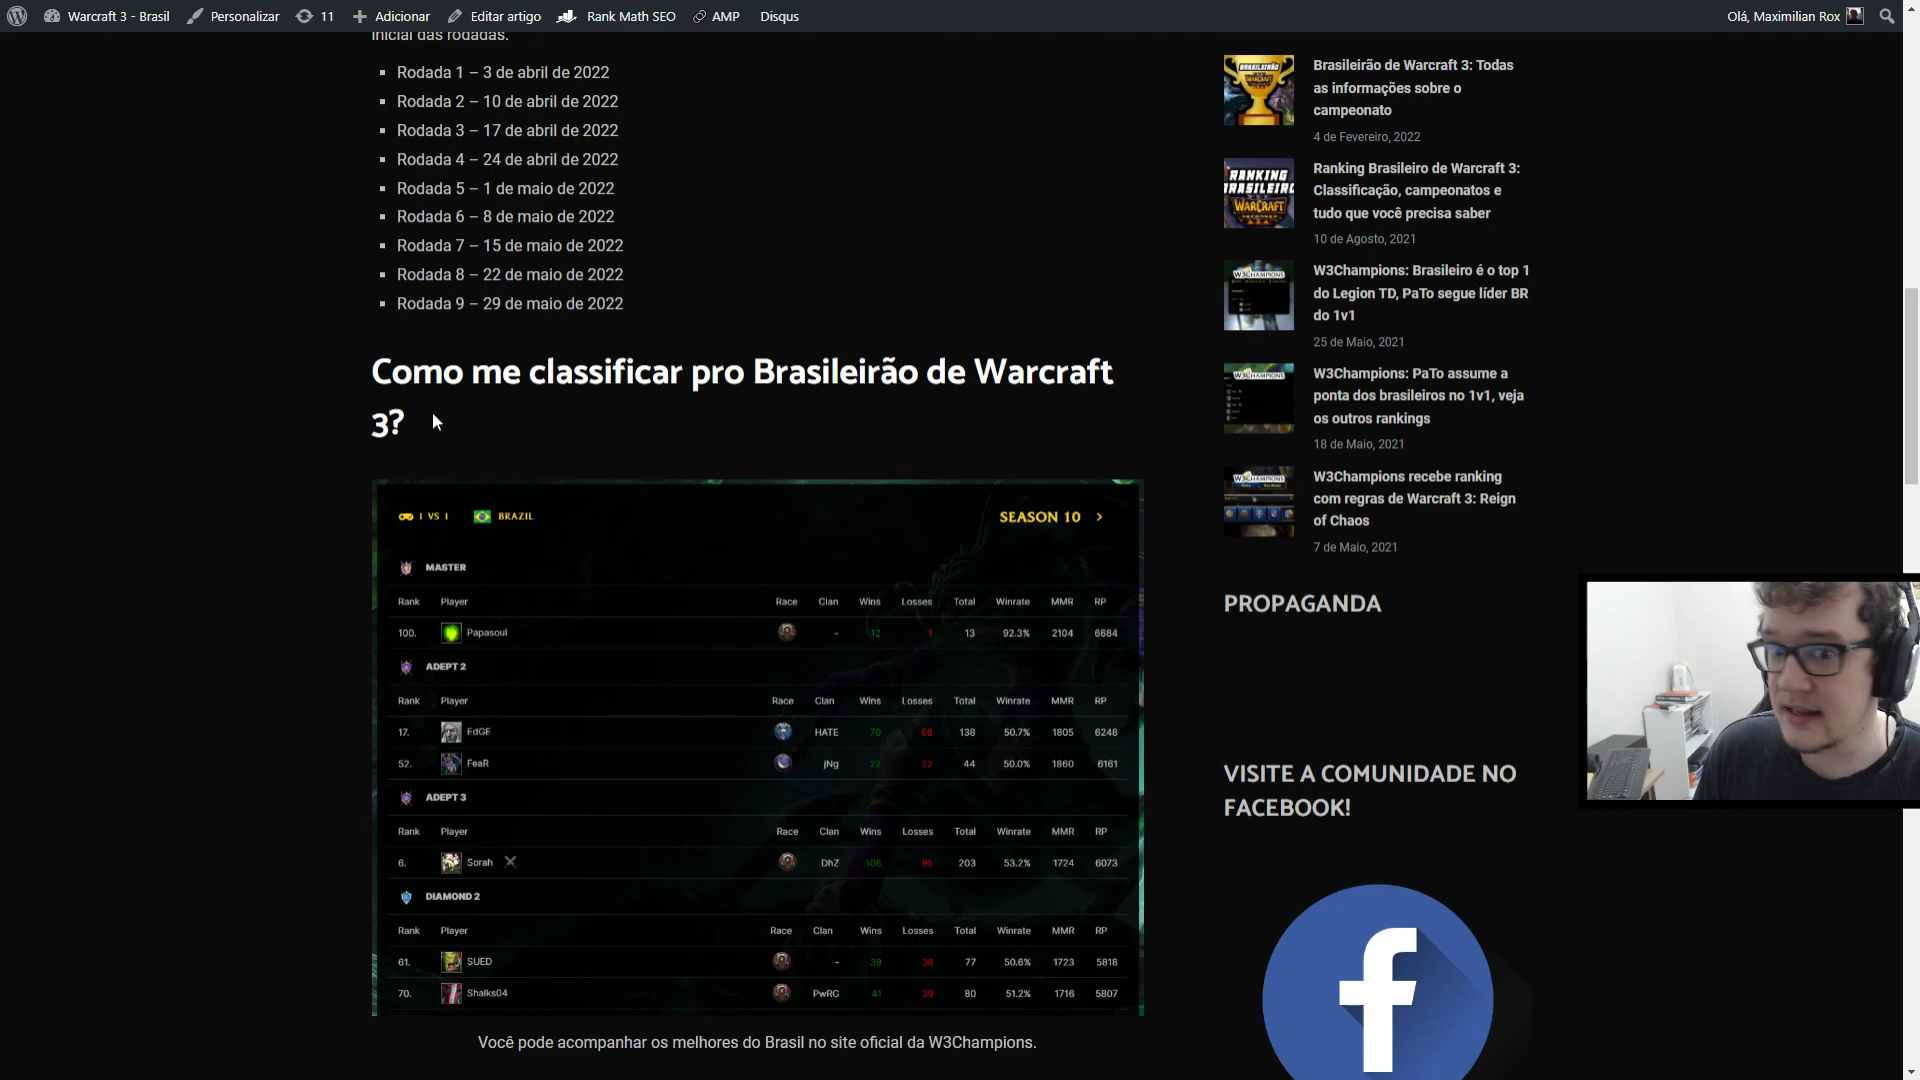 Warcraft 3 - Brasil Personalizar 11 Adicionar Editar artigo Rank Math SEO AMP Disqus Olá, Maximilian Rox
inicial das rodadas.
Rodada 1 – 3 de abril de 2022
Rodada 2 – 10 de abril de 2022
Rodada 3 – 17 de abril de 2022
Rodada 4 – 24 de abril de 2022
Rodada 5 – 1 de maio de 2022
Rodada 6 – 8 de maio de 2022
Rodada 7 – 15 de maio de 2022
Rodada 8 – 22 de maio de 2022
Rodada 9 – 29 de maio de 2022
Como me classificar pro Brasileirão de Warcraft
3?
1 VS 1 BRAZIL SEASON 10
MASTER
Rank Player Race Clan Wins Losses Total Winrate MMR RP
100. Papasoul - 12 1 13 92.3% 2104 6684
ADEPT 2
Rank Player Race Clan Wins Losses Total Winrate MMR RP
17. EdGE HATE 70 68 138 50.7% 1805 6248
52. FeaR jNg 22 22 44 50.0% 1860 6161
ADEPT 3
Rank Player Race Clan Wins Losses Total Winrate MMR RP
6. Sorah DhZ 108 95 203 53.2% 1724 6073
DIAMOND 2
Rank Player Race Clan Wins Losses Total Winrate MMR RP
61. SUED - 39 38 77 50.6% 1723 5818
70. Shalks04 PwRG 41 39 80 51.2% 1716 5807
Você pode acompanhar os melhores do Brasil no site oficial da W3Champions.
BRASILEIRÃO
WARCRAFT
Brasileirão de Warcraft 3: Todas
as informações sobre o
campeonato
4 de Fevereiro, 2022
RANKING
BRASILEIRO
WARCRAFT
Ranking Brasileiro de Warcraft 3:
Classificação, campeonatos e
tudo que você precisa saber
10 de Agosto, 2021
W3CHAMPIONS
W3Champions: Brasileiro é o top 1
do Legion TD, PaTo segue líder BR
do 1v1
25 de Maio, 2021
W3CHAMPIONS
W3Champions: PaTo assume a
ponta dos brasileiros no 1v1, veja
os outros rankings
18 de Maio, 2021
W3CHAMPIONS
W3Champions recebe ranking
com regras de Warcraft 3: Reign
of Chaos
7 de Maio, 2021
PROPAGANDA
VISITE A COMUNIDADE NO
FACEBOOK!
f